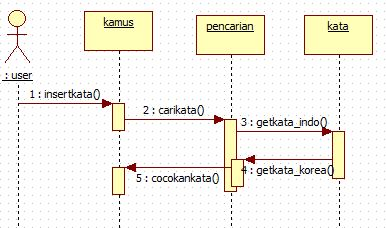 kamus
pencarian
kata
: user
1 : insertkata()
2 : carikata()
3 : getkata_indo()
4 : getkata_korea()
5 : cocokankata()